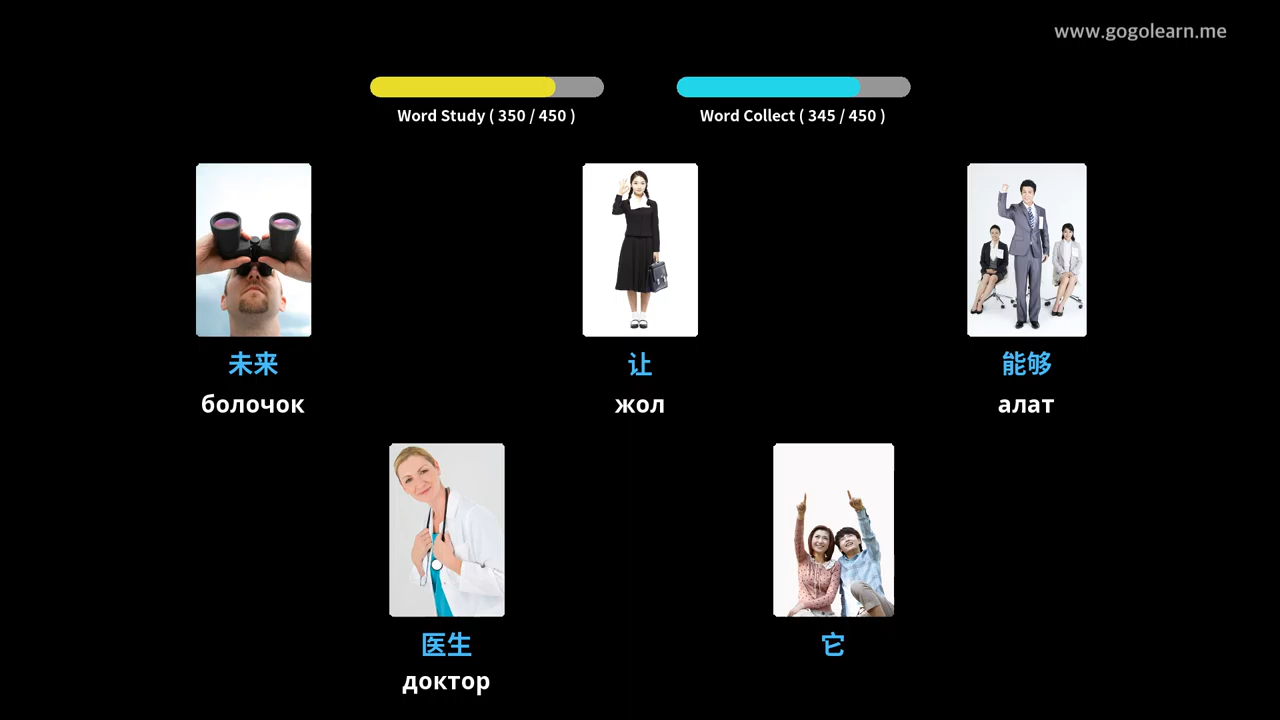 www.gogolearn.me
Word Study ( 350 / 450 )
Word Collect ( 345 / 450 )
未来
болочок
让
жол
能够
алат
医生
доктор
它